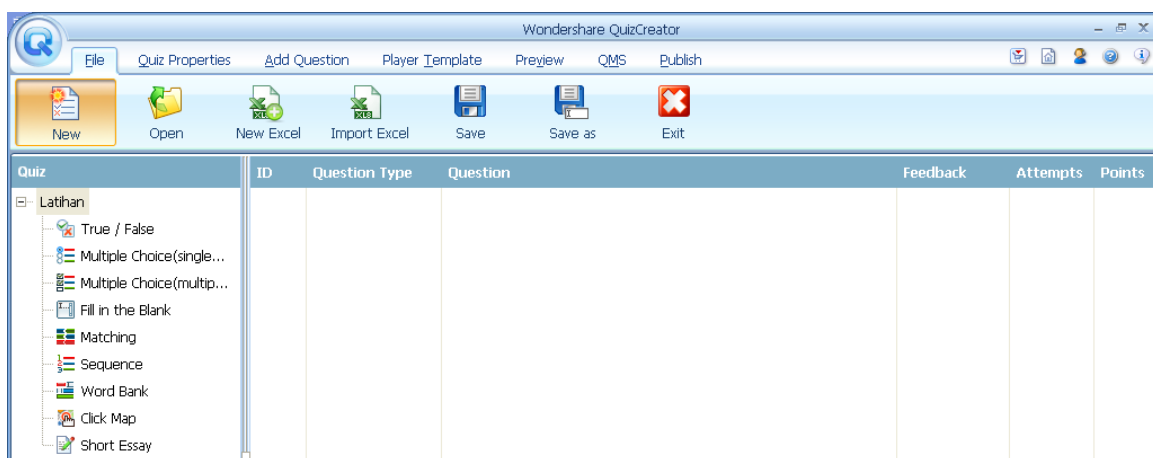 Wondershare QuizCreator
File Quiz Properties Add Question Player Template Preview QMS Publish
New Open New Excel Import Excel Save Save as Exit
Quiz ID Question Type Question Feedback Attempts Points
Latihan
True / False
Multiple Choice(single...
Multiple Choice(multip...
Fill in the Blank
Matching
Sequence
Word Bank
Click Map
Short Essay